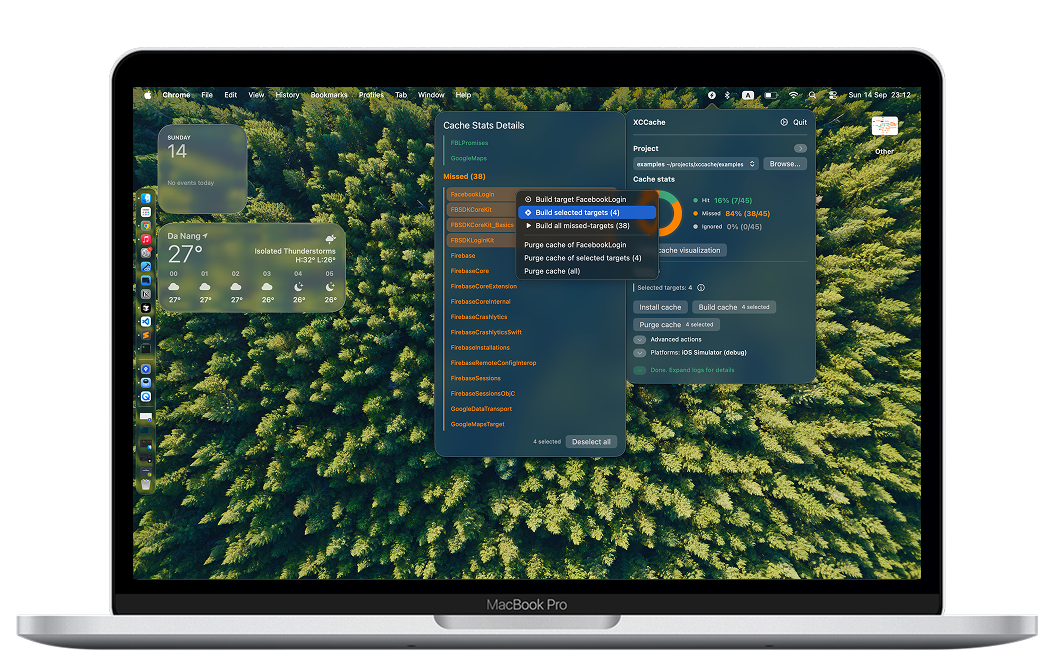 Chrome File Edit View History Bookmarks Profiles Tab Window Help
A
Sun 14 Sep 23:12
SUNDAY
14
No events today
Da Nang
27°
Isolated Thunderstorms
H:32° L:26°
00 01 02 03 04 05
27° 27° 27° 26° 26° 26°
Cache Stats Details
FBLPromises
GoogleMaps
Missed (38)
FacebookLogin
FBSDKCoreKit
FBSDKCoreKit_Basics
FBSDKLoginKit
Firebase
FirebaseCore
FirebaseCoreExtension
FirebaseCoreInternal
FirebaseCrashlytics
FirebaseCrashlyticsSwift
FirebaseInstallations
FirebaseRemoteConfigInterop
FirebaseSessions
FirebaseSessionsObjC
GoogleDataTransport
GoogleMapsTarget
4 selected
Deselect all
Build target FacebookLogin
Build selected targets (4)
Build all missed-targets (38)
Purge cache of FacebookLogin
Purge cache of selected targets (4)
Purge cache (all)
XCCache
Quit
Project
examples ~/projects/xccache/examples
Browse...
Cache stats
Hit 16% (7/45)
Missed 84% (38/45)
Ignored 0% (0/45)
cache visualization
Selected targets: 4
Install cache
Build cache 4 selected
Purge cache 4 selected
Advanced actions
Platforms: iOS Simulator (debug)
Done. Expand logs for details
Other
MacBook Pro